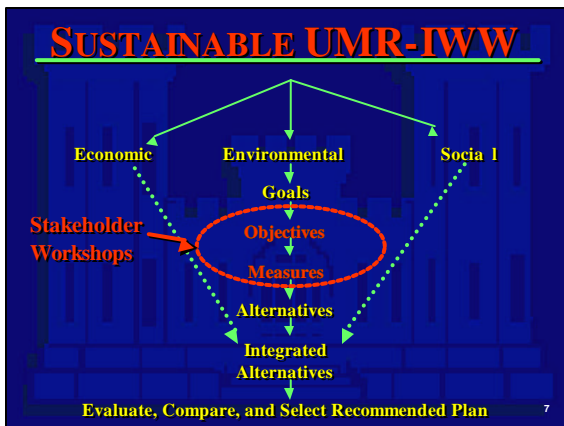 SUSTAINABLE UMR-IWW
Economic Environmental Socia l
Goals
Stakeholder Workshops
Objectives
Measures
Alternatives
Integrated
Alternatives
Evaluate, Compare, and Select Recommended Plan 7